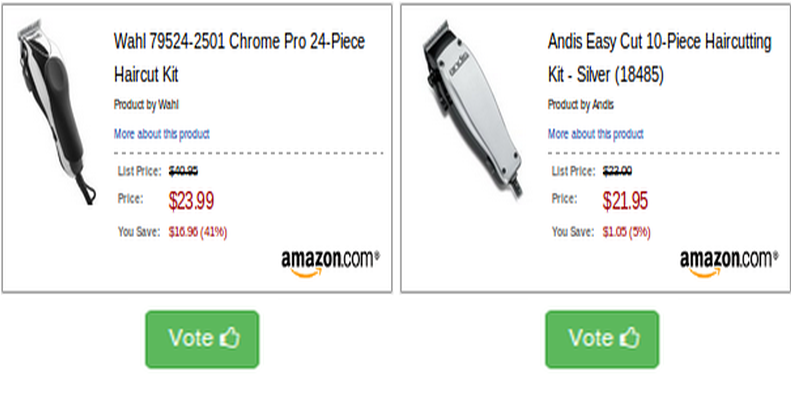 Wahl 79524-2501 Chrome Pro 24-Piece
Haircut Kit
Product by Wahl
More about this product
List Price: $40.95
Price: $23.99
You Save: $16.96 (41%)
amazon.com®
Vote
Andis Easy Cut 10-Piece Haircutting
Kit - Silver (18485)
Product by Andis
More about this product
List Price: $23.00
Price: $21.95
You Save: $1.05 (5%)
amazon.com®
Vote
andis